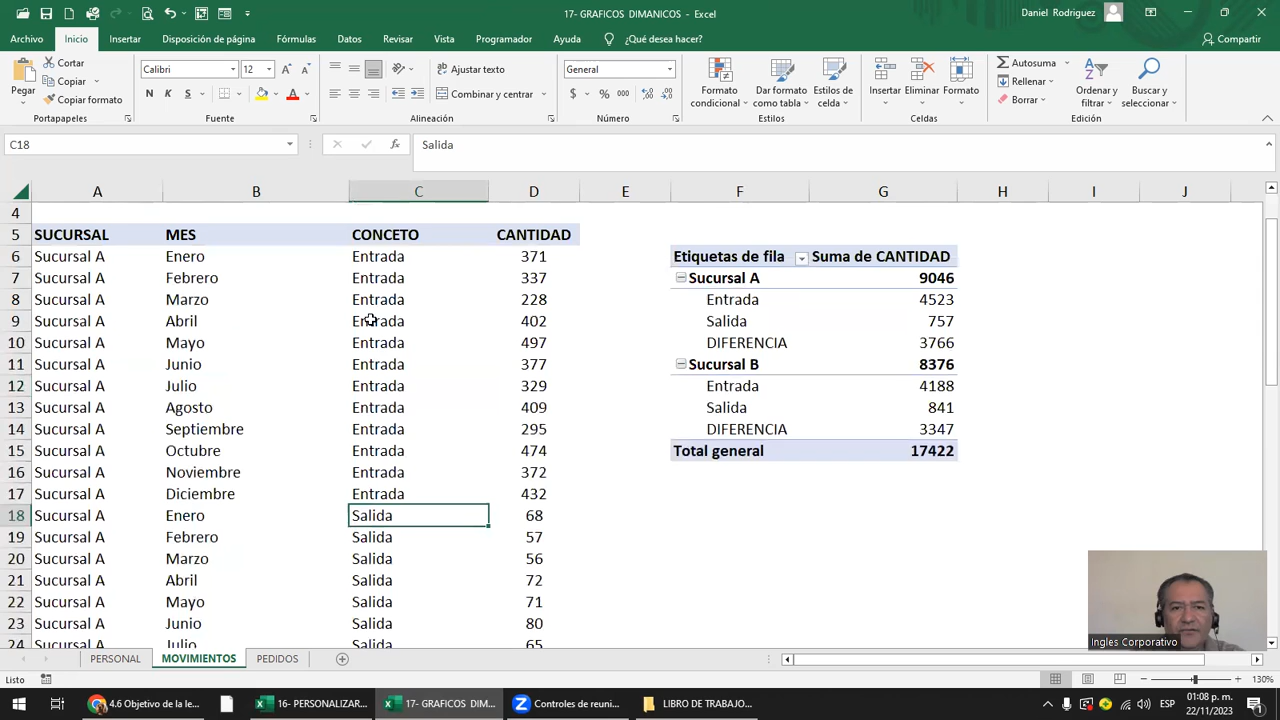 17- GRAFICOS DIMANICOS - Excel
Daniel Rodriguez
Archivo Inicio Insertar Disposición de página Fórmulas Datos Revisar Vista Programador Ayuda ¿Qué desea hacer? Compartir
Pegar
Cortar
Copiar
Copiar formato
Calibri 12
N K S
Ajustar texto
Combinar y centrar
General
$ % 000
Formato condicional
Dar formato como tabla
Estilos de celda
Insertar Eliminar Formato
Autosuma
Rellenar
Borrar
Ordenar y filtrar
Buscar y seleccionar
Portapapeles Fuente Alineación Número Estilos Celdas Edición
C18 fx Salida
A B C D E F G H I J
4
5 SUCURSAL MES CONCETO CANTIDAD
6 Sucursal A Enero Entrada 371 Etiquetas de fila Suma de CANTIDAD
7 Sucursal A Febrero Entrada 337 Sucursal A 9046
8 Sucursal A Marzo Entrada 228 Entrada 4523
9 Sucursal A Abril Entrada 402 Salida 757
10 Sucursal A Mayo Entrada 497 DIFERENCIA 3766
11 Sucursal A Junio Entrada 377 Sucursal B 8376
12 Sucursal A Julio Entrada 329 Entrada 4188
13 Sucursal A Agosto Entrada 409 Salida 841
14 Sucursal A Septiembre Entrada 295 DIFERENCIA 3347
15 Sucursal A Octubre Entrada 474 Total general 17422
16 Sucursal A Noviembre Entrada 372
17 Sucursal A Diciembre Entrada 432
18 Sucursal A Enero Salida 68
19 Sucursal A Febrero Salida 57
20 Sucursal A Marzo Salida 56
21 Sucursal A Abril Salida 72
22 Sucursal A Mayo Salida 71
23 Sucursal A Junio Salida 80
24 Sucursal A Julio Salida 65
Ingles Corporativo
PERSONAL MOVIMIENTOS PEDIDOS
Listo 130%
4.6 Objetivo de la le... 16- PERSONALIZAR... 17- GRAFICOS DIM... Controles de reuni... LIBRO DE TRABAJO... ESP 01:08 p. m.
22/11/2023